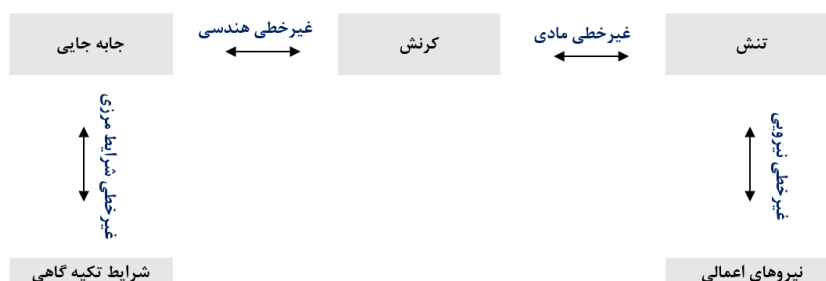 تنش
غیرخطی مادی
کرنش
غیرخطی هندسی
جابه جایی
غیرخطی نیرویی
غیرخطی شرایط مرزی
نیروهای اعمالی
شرایط تکیه گاهی